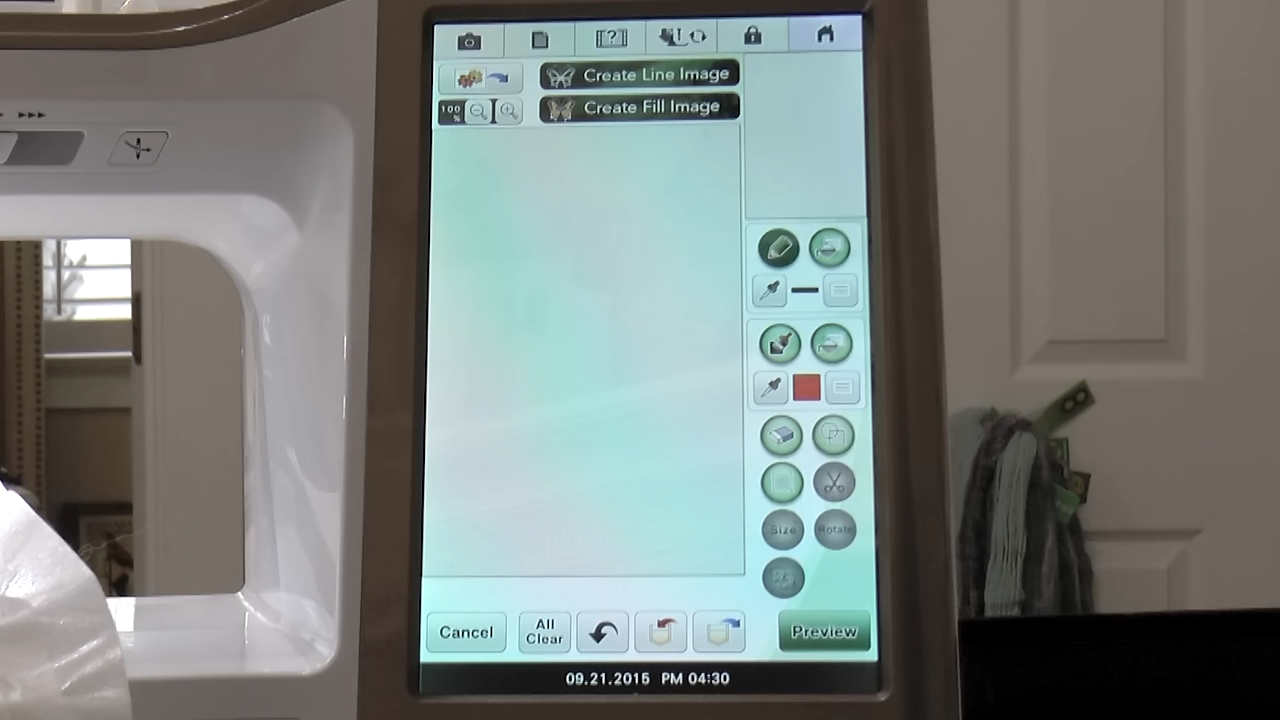 Create Line Image
100
%
Create Fill Image
Size
Rotate
Cancel
All
Clear
Preview
09.21.2015 PM 04:30